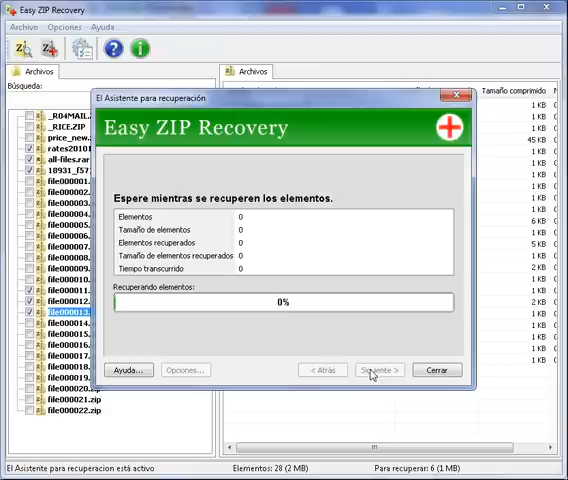 Easy ZIP Recovery
Archivo Opciones Ayuda
Archivos
Archivos
Búsqueda:
Tamaño comprimido
_R04MAIL.
_RICE.ZIP
price_new.
rates20101
all-files.rar
18931_f57
file000001.
file000002.
file000003.
file000004.
file000005.
file000006.
file000007.
file000008.
file000009.
file000010.
file000011.
file000012.
file000013.
file000014.
file000015.
file000016.
file000017.
file000018.
file000019.
file000020.zip
file000021.zip
file000022.zip
1 KB
1 KB
1 KB
45 KB
1 KB
1 KB
1 KB
1 KB
1 KB
1 KB
5 KB
1 KB
6 KB
1 KB
2 KB
1 KB
1 KB
2 KB
1 KB
1 KB
1 KB
2 KB
1 KB
El Asistente para recuperación
Easy ZIP Recovery
Espere mientras se recuperen los elementos.
Elementos 0
Tamaño de elementos 0
Elementos recuperados 0
Tamaño de elementos recuperados 0
Tiempo transcurrido 0
Recuperando elementos:
0%
Ayuda... Opciones... < Atrás Siguiente > Cerrar
El Asistente para recuperacion está activo Elementos: 28 (2 MB) Para recuperar: 6 (1 MB)